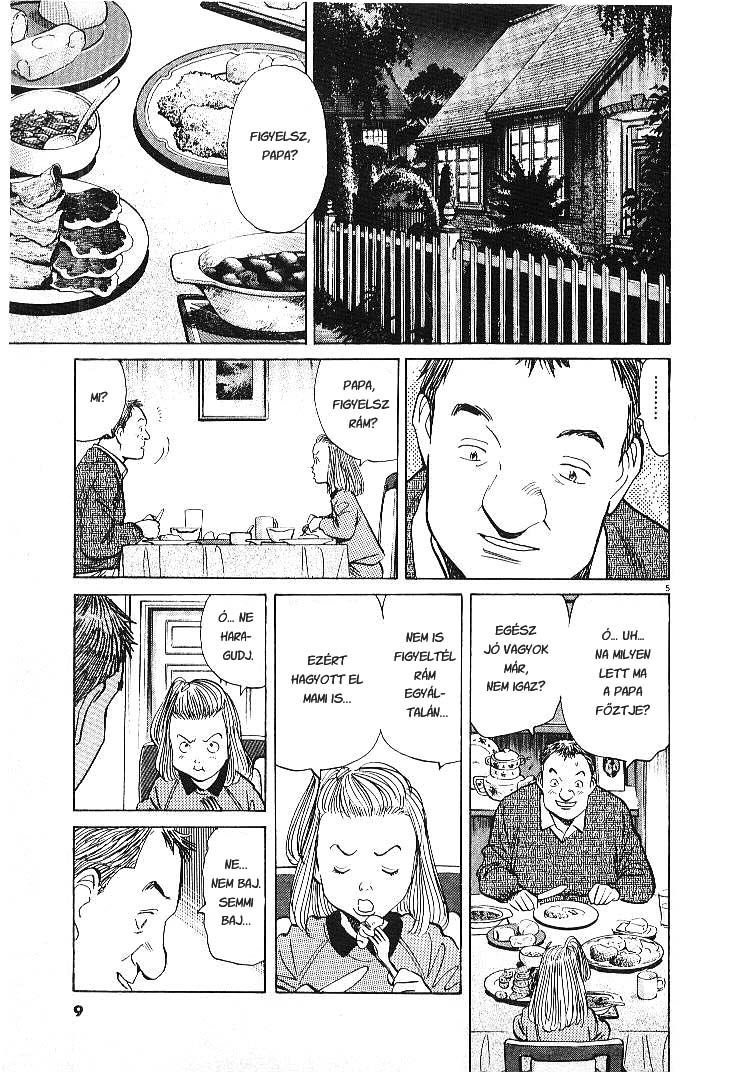 FIGYELSZ,
PAPA?
.........
PAPA,
FIGYELSZ
RÁM?
MI?
5
Ó... UH...
NA MILYEN
LETT MA
A PAPA
FŐZTJE?
EGÉSZ
JÓ VAGYOK
MÁR,
NEM IGAZ?
NEM IS
FIGYELTÉL
RÁM
EGYÁL-
TALÁN...
EZÉRT
HAGYOTT EL
MAMI IS...
Ó... NE
HARA-
GUDJ.
NE...
NEM BAJ.
SEMMI
BAJ...
9